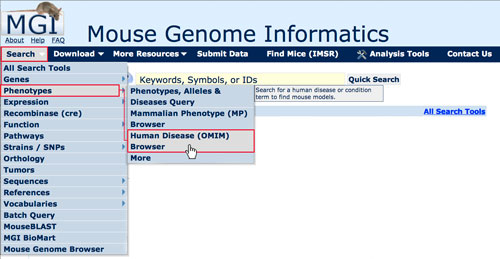 MGI
About Help FAQ
Mouse Genome Informatics
Search Download More Resources Submit Data Find Mice (IMSR) Analysis Tools Contact Us
All Search Tools
Genes
Phenotypes
Expression
Recombinase (cre)
Function
Pathways
Strains / SNPs
Orthology
Tumors
Sequences
References
Vocabularies
Batch Query
MouseBLAST
MGI BioMart
Mouse Genome Browser
Keywords, Symbols, or IDs Quick Search
Phenotypes, Alleles &
Diseases Query
Mammalian Phenotype (MP)
Browser
Human Disease (OMIM)
Browser
More
Search for a human disease or condition
term to find mouse models.
All Search Tools